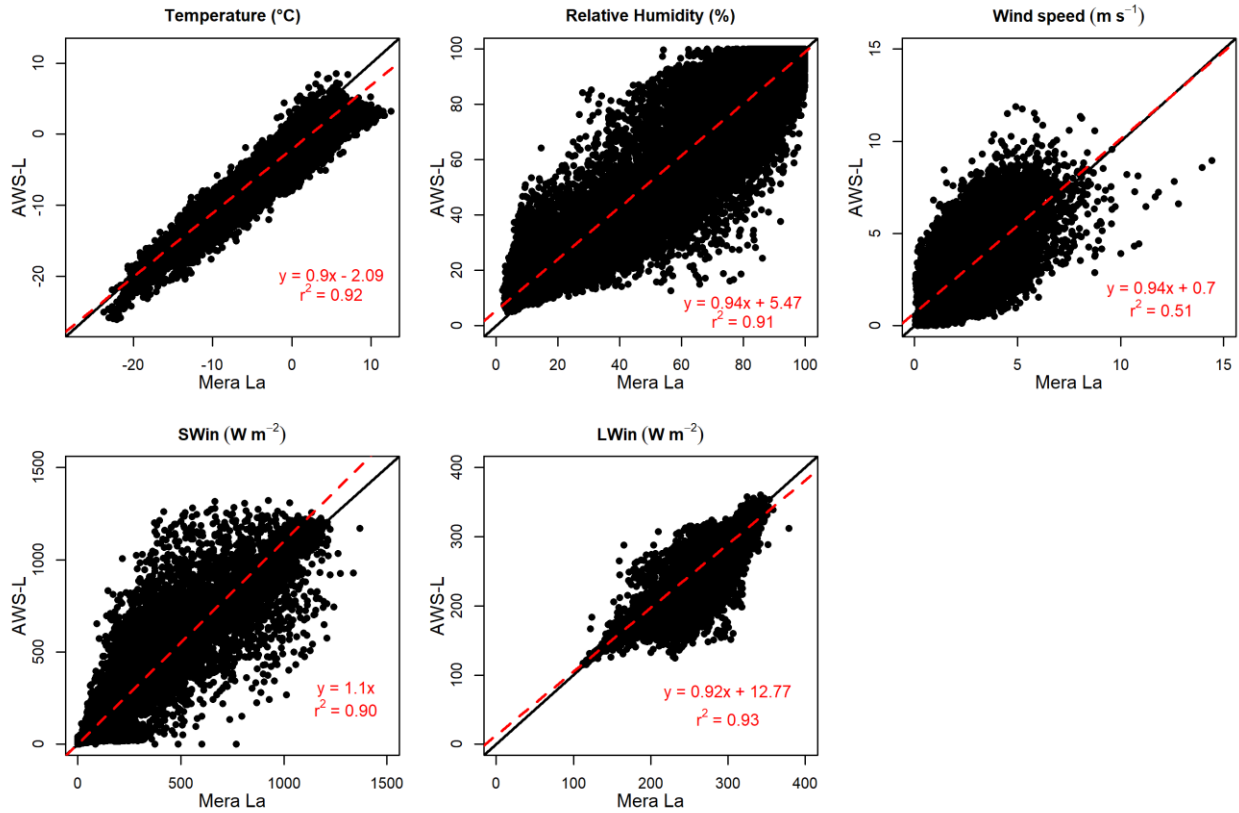 Temperature (°C)
AWS-L
10
0
-10
-20
y = 0.9x - 2.09
r² = 0.92
-20 -10 0 10
Mera La
Relative Humidity (%)
AWS-L
100
80
60
40
20
0
y = 0.94x + 5.47
r² = 0.91
0 20 40 60 80 100
Mera La
Wind speed (m s⁻¹)
AWS-L
15
10
5
0
y = 0.94x + 0.7
r² = 0.51
0 5 10 15
Mera La
SWin (W m⁻²)
AWS-L
1500
1000
500
0
y = 1.1x
r² = 0.90
0 500 1000 1500
Mera La
LWin (W m⁻²)
AWS-L
400
300
200
100
0
y = 0.92x + 12.77
r² = 0.93
0 100 200 300 400
Mera La